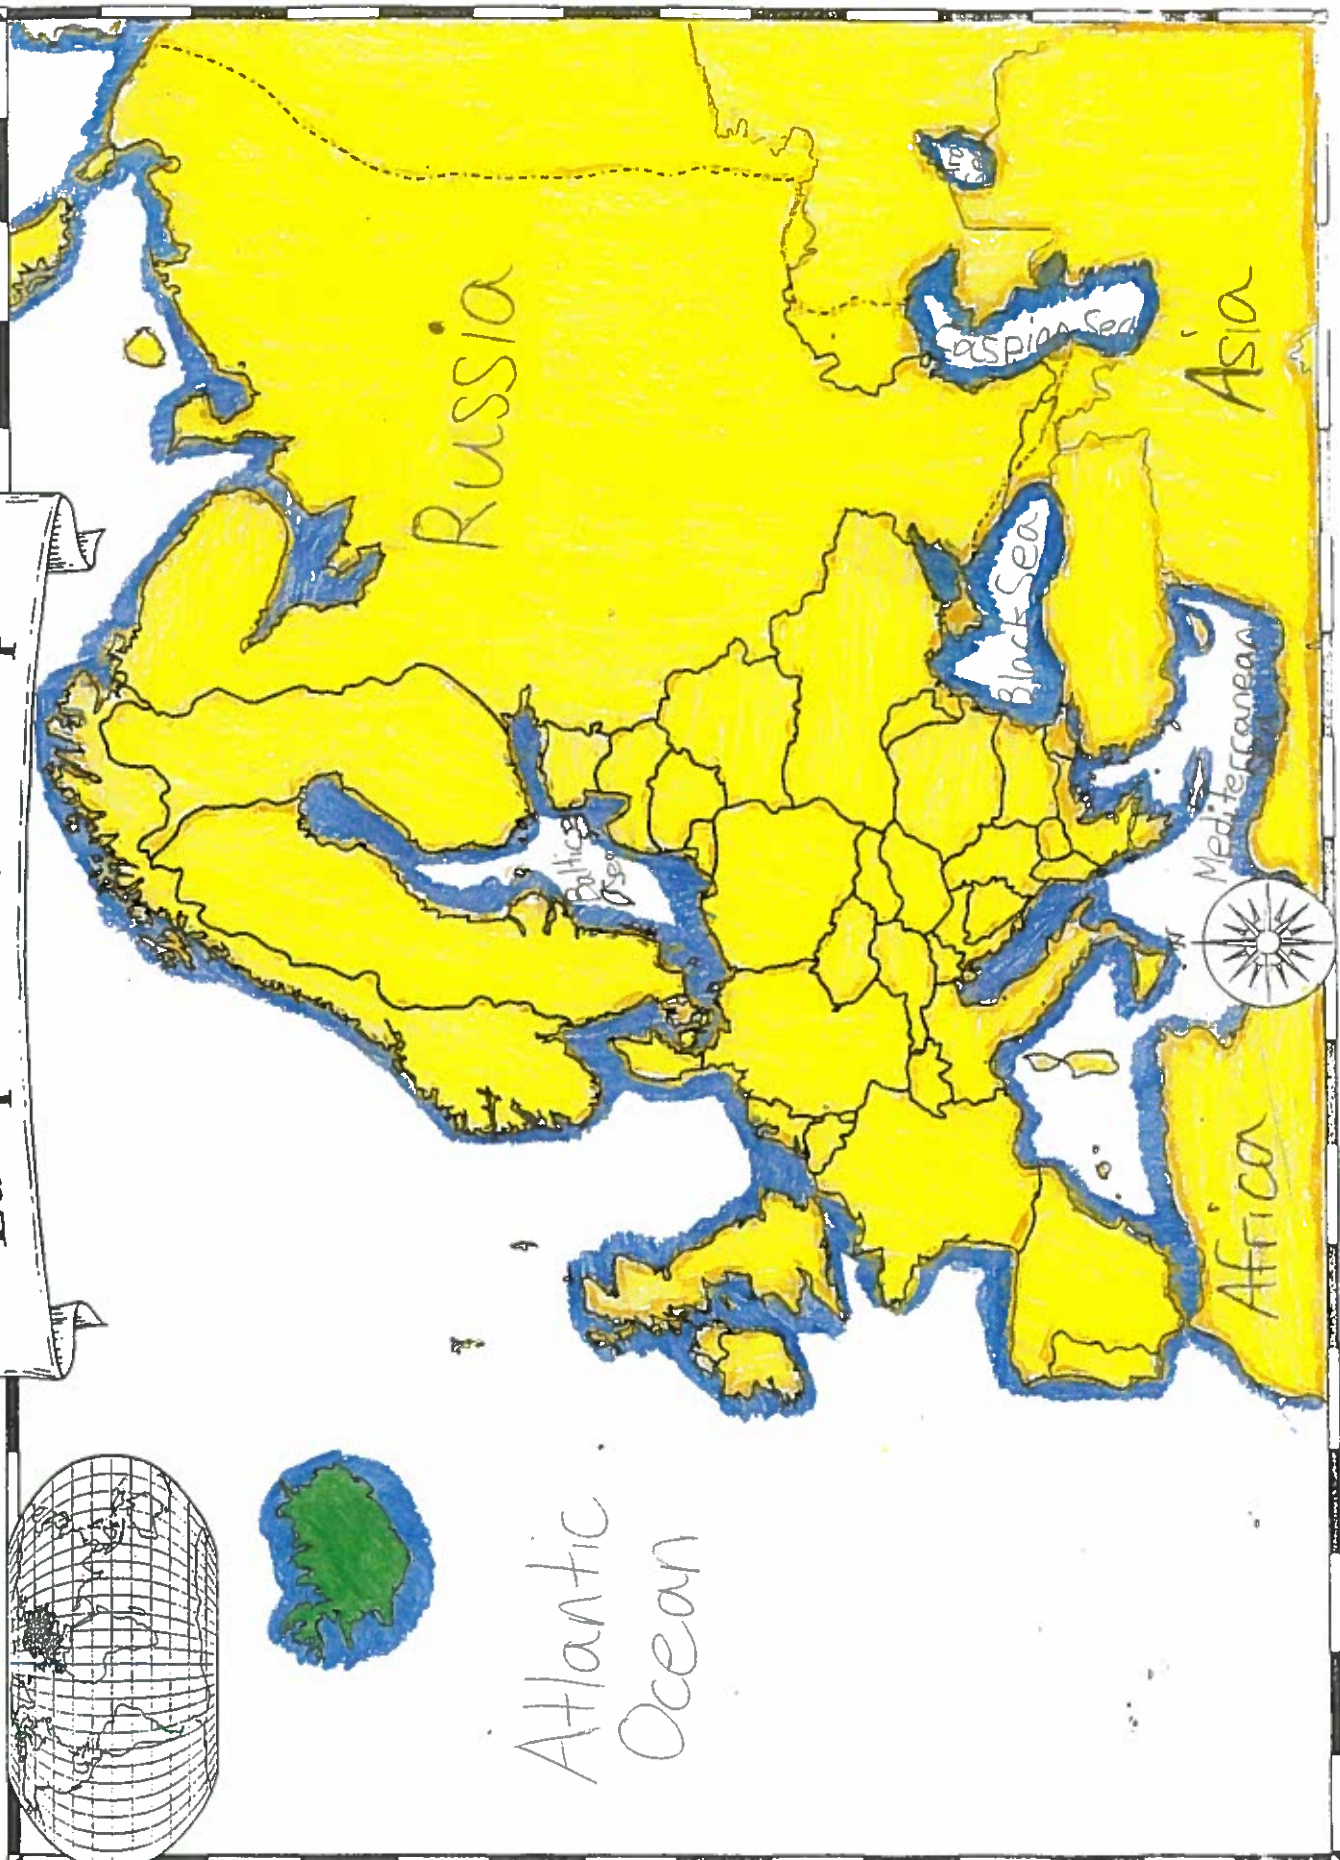 Atlantic
Ocean
Russia
Baltic
Sea
Black Sea
Caspian Sea
Mediterranean
Africa
Asia